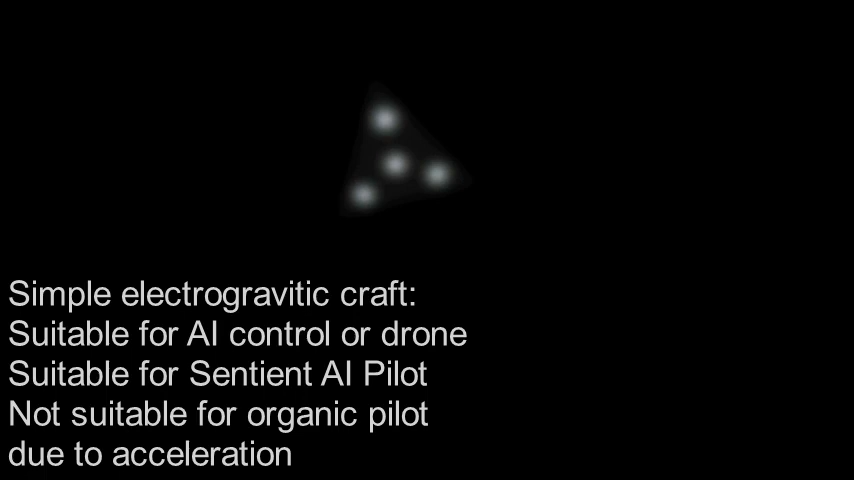 Simple electrogravitic craft:
Suitable for AI control or drone
Suitable for Sentient AI Pilot
Not suitable for organic pilot
due to acceleration